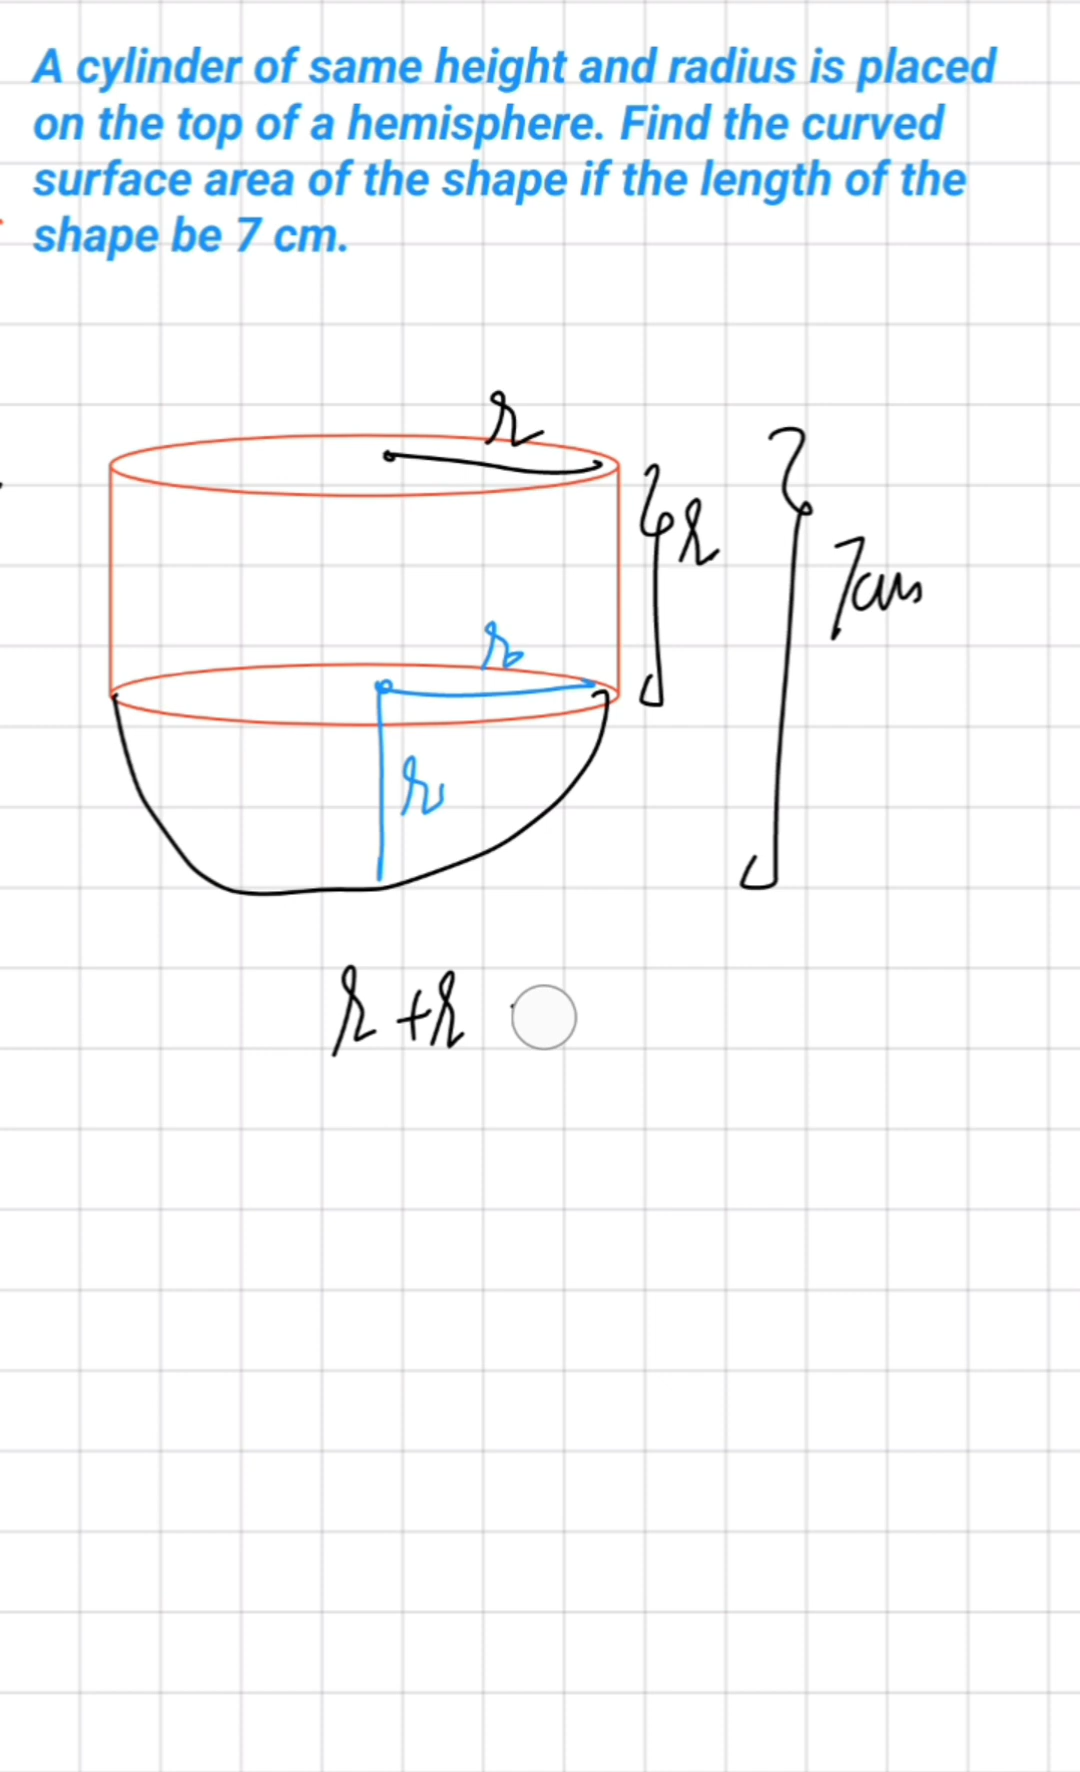 A cylinder of same height and radius is placed
on the top of a hemisphere. Find the curved
surface area of the shape if the length of the
shape be 7 cm.
r
r
7cm
r
r
r + r